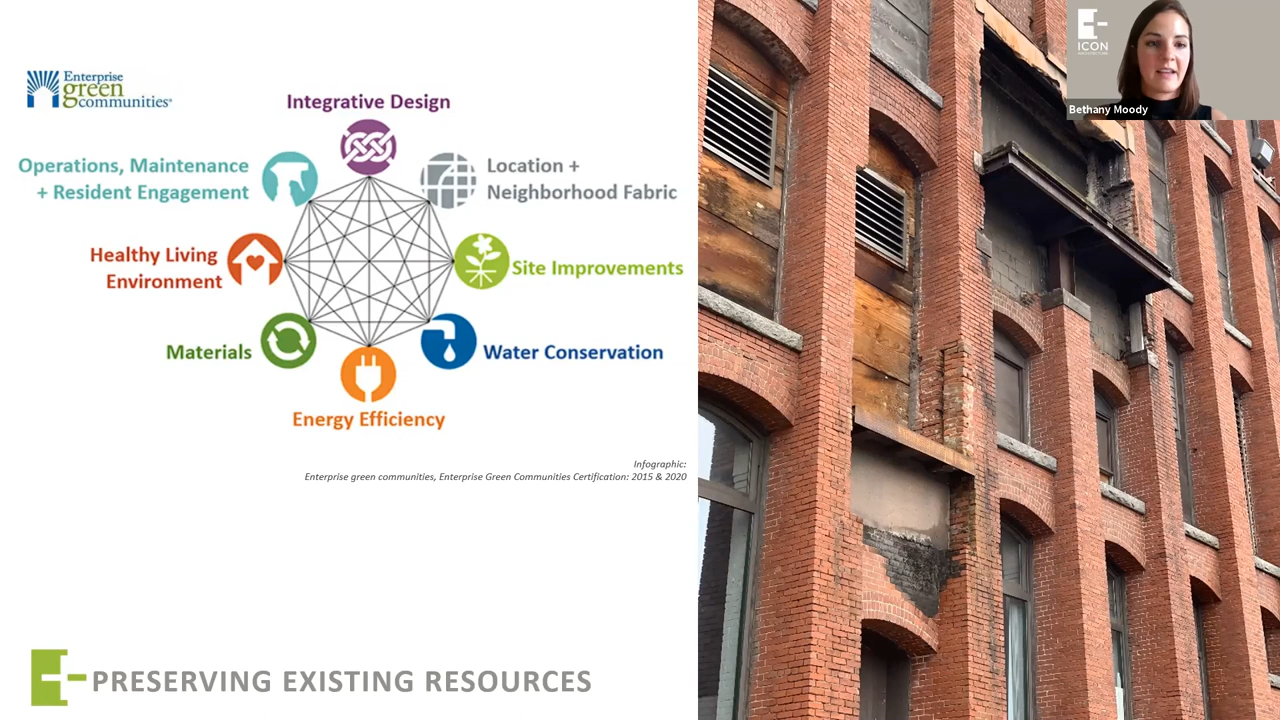 Enterprise
green
communities®
Integrative Design
Operations, Maintenance
+ Resident Engagement
Location +
Neighborhood Fabric
Healthy Living
Environment
Site Improvements
Materials
Water Conservation
Energy Efficiency
Infographic:
Enterprise green communities, Enterprise Green Communities Certification: 2015 & 2020
PRESERVING EXISTING RESOURCES
ICON
ARCHITECTURE
Bethany Moody